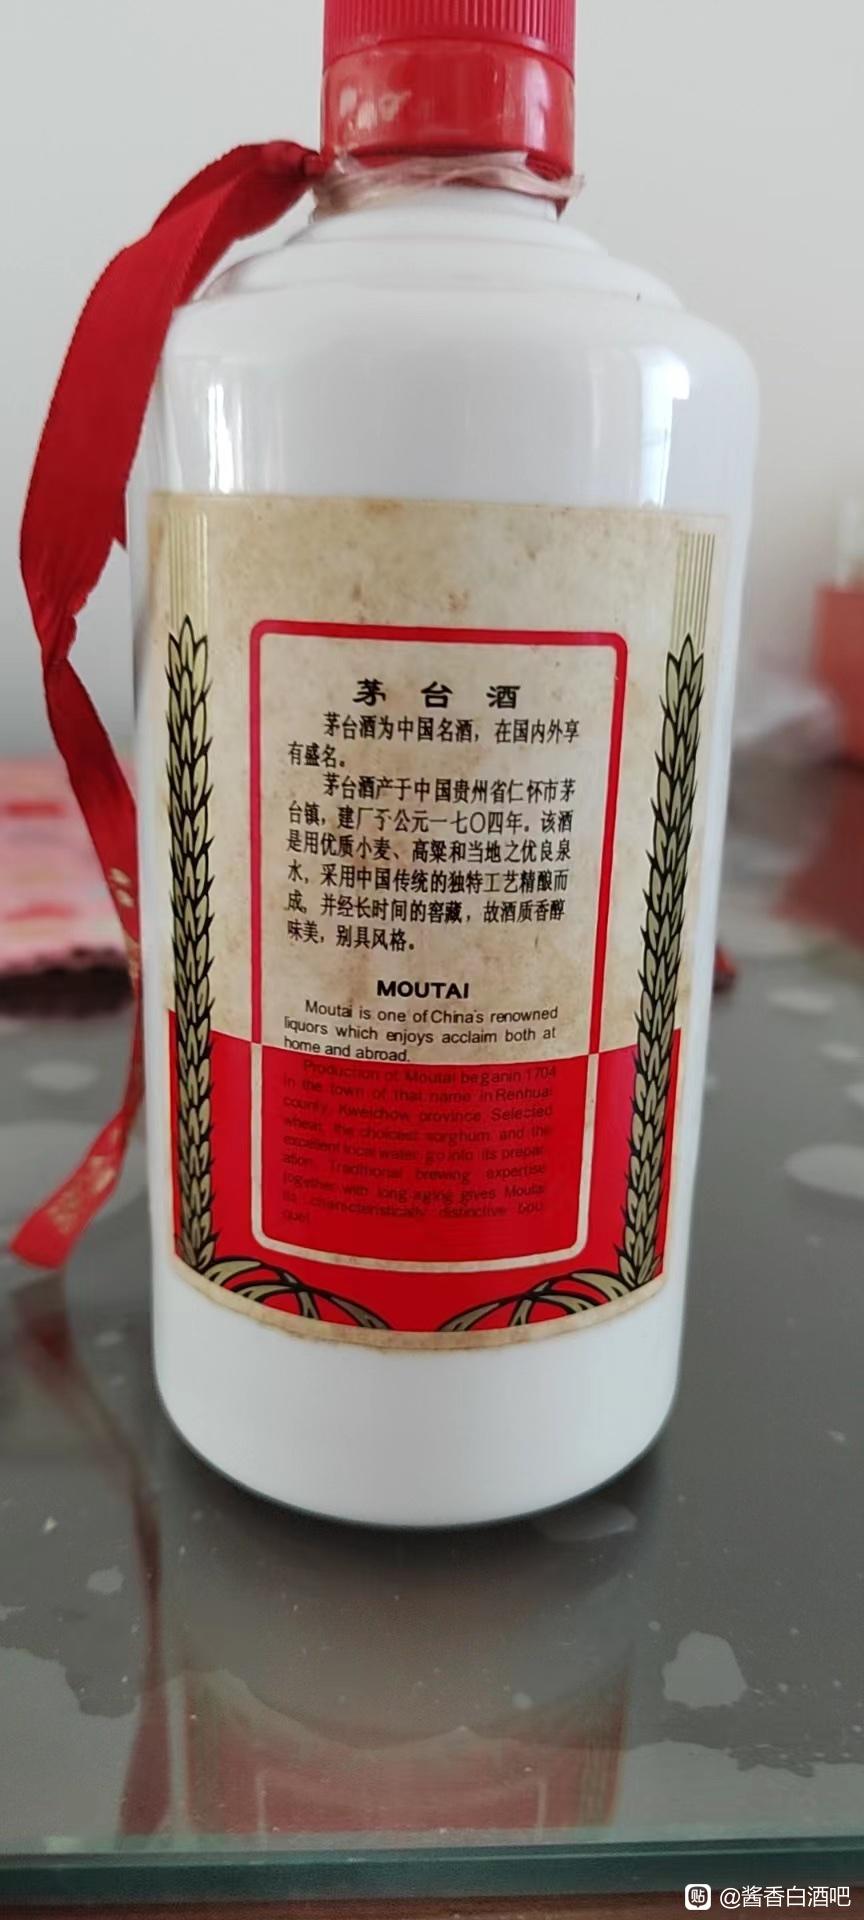 茅台酒
茅台酒为中国名酒，在国内外享
有盛名。
茅台酒产于中国贵州省仁怀市茅
台镇，建厂于公元一七〇四年。该酒
是用优质小麦、高粱和当地之优良泉
水，采用中国传统的独特工艺精酿而
成。并经长时间的窖藏，故酒质香醇
味美，别具风格。
MOUTAI
Moutai is one of China's renowned
liquors which enjoys acclaim both at
home and abroad.
Production of Moutai beganin 1704
in the town of that name in Renhuai
county, Kweichow province. Selected
wheat, the choicest sorghum and the
excellent local water go into its prepar
ation. Traditional brewing expertise
together with long aging gives Moutai
its characteristically distinctive bou
quet
贴 @酱香白酒吧